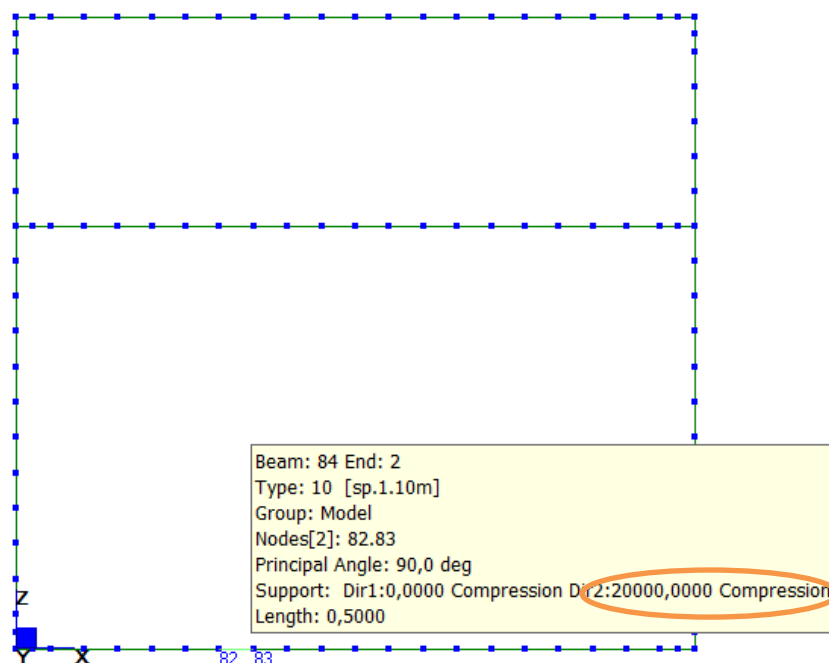 Beam: 84 End: 2
Type: 10 [sp.1.10m]
Group: Model
Nodes[2]: 82.83
Principal Angle: 90,0 deg
Support: Dir1:0,0000 Compression Dir2:20000,0000 Compression
Length: 0,5000
Z
Y X 82 83